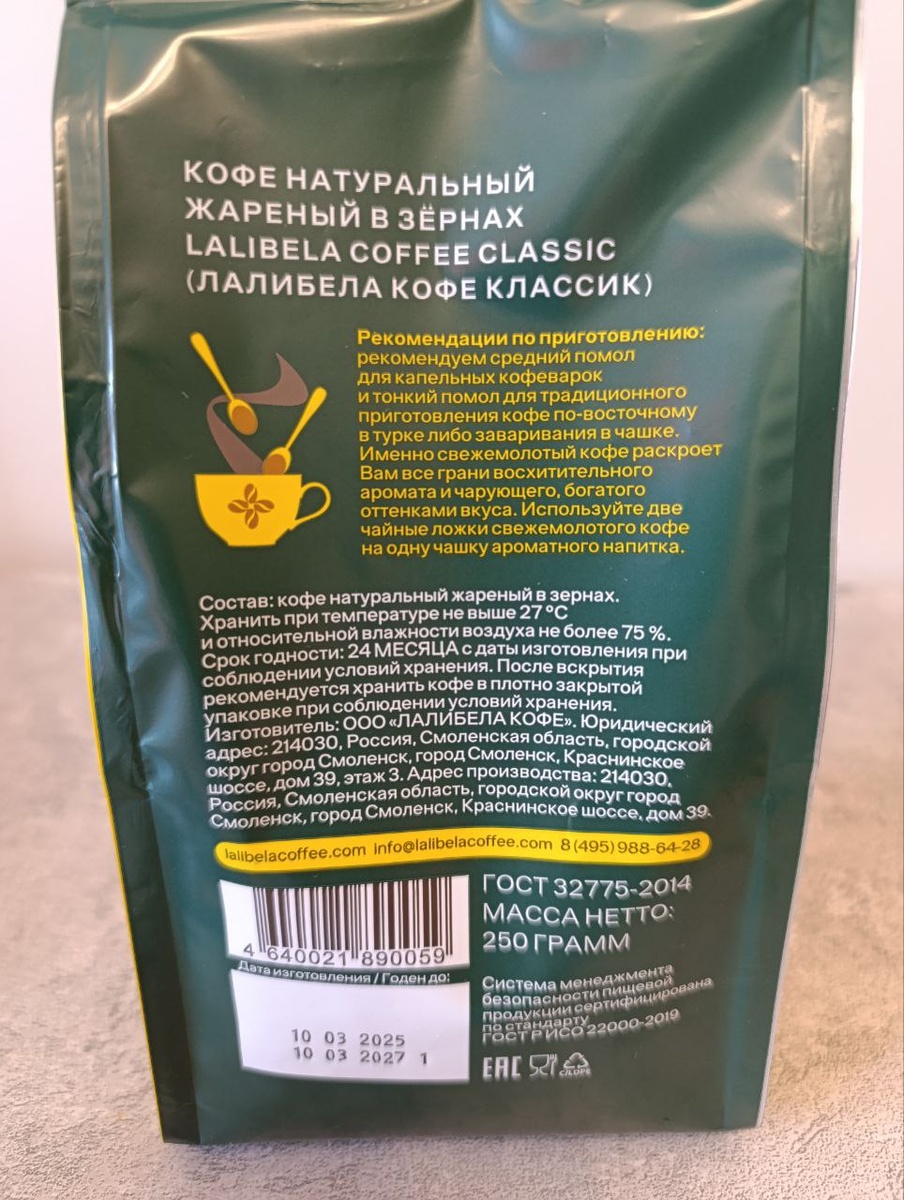 КОФЕ НАТУРАЛЬНЫЙ
ЖАРЕНЫЙ В ЗЁРНАХ
LALIBELA COFFEE CLASSIC
(ЛАЛИБЕЛА КОФЕ КЛАССИК)
Рекомендации по приготовлению:
рекомендуем средний помол
для капельных кофеварок
и тонкий помол для традиционного
приготовления кофе по-восточному
в турке либо заваривания в чашке.
Именно свежемолотый кофе раскроет
Вам все грани восхитительного
аромата и чарующего, богатого
оттенками вкуса. Используйте две
чайные ложки свежемолотого кофе
на одну чашку ароматного напитка.
Состав: кофе натуральный жареный в зернах.
Хранить при температуре не выше 27 °С
и относительной влажности воздуха не более 75 %.
Срок годности: 24 МЕСЯЦА с даты изготовления при
соблюдении условий хранения. После вскрытия
рекомендуется хранить кофе в плотно закрытой
упаковке при соблюдении условий хранения.
Изготовитель: ООО «ЛАЛИБЕЛА КОФЕ». Юридический
адрес: 214030, Россия, Смоленская область, городской
округ город Смоленск, город Смоленск, Краснинское
шоссе, дом 39, этаж 3. Адрес производства: 214030,
Россия, Смоленская область, городской округ город
Смоленск, город Смоленск, Краснинское шоссе, дом 39.
lalibelacoffee.com info@lalibelacoffee.com 8 (495) 988-64-28
4 640021 890059
Дата изготовления / Годен до:
10 03 2025
10 03 2027 1
ГОСТ 32775-2014
МАССА НЕТТО:
250 ГРАММ
Система менеджмента
безопасности пищевой
продукции сертифицирована
по стандарту
ГОСТ Р ИСО 22000-2019
EAC
C/LDPE